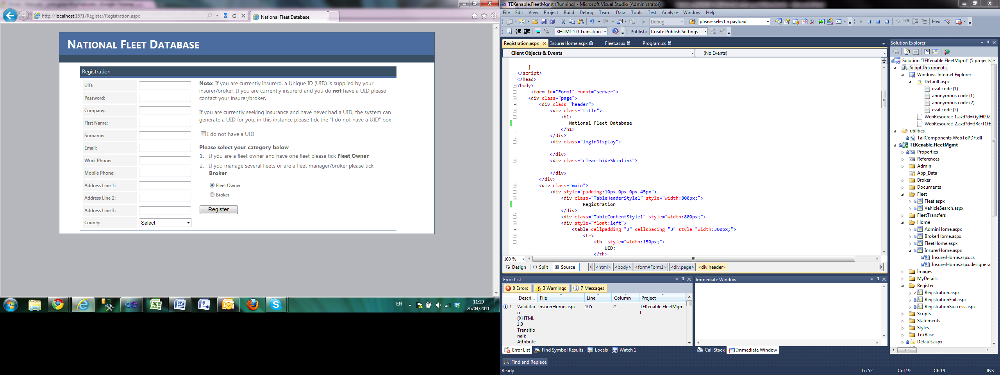 http://localhost:1671/Register/Registration.aspx
National Fleet Database
NATIONAL FLEET DATABASE
Registration
UID:
Password:
Company:
First Name:
Surname:
Email:
Work Phone:
Mobile Phone:
Address Line 1:
Address Line 2:
Address Line 3:
County:
Select
Note: If you are currently insurerd, a Unique ID (UID) is supplied by your
insurer/broker. If you are currently insurerd and you do not have a UID please
contact your insurer/broker.
If you are currently seeking insurance and have never had a UID, the system can
generate a UID for you, in this instance please tick the "I do not have a UID" box
I do not have a UID
Please select your category below
1. If you are a fleet owner and have one fleet please tick Fleet Owner
2. If you manage several fleets or are a fleet manager/broker please tick
Broker
Fleet Owner
Broker
Register
EN
11:29
26/04/2011
TEKenable.FleetMgmt (Running) - Microsoft Visual Studio (Administrator)
File Edit View Project Build Debug Team Data Tools Test Analyze Window Help
Debug
please select a payload
Hex
XHTML 1.0 Transition
Publish: Create Publish Settings
Registration.aspx
InsurerHome.aspx
Fleet.aspx
Program.cs
Client Objects & Events
(No Events)
}
</script>
</head>
<body>
<form id="Form1" runat="server">
<div class="page">
<div class="header">
<div class="title">
<h1>
National Fleet Database
</h1>
</div>
<div class="loginDisplay">
</div>
<div class="clear hideSkiplink">
</div>
</div>
<div class="main">
<div style="padding:10px 0px 0px 45px">
<div class="TableHeaderStyle1" style="width:800px;">
Registration
</div>
<div class="TableContentStyle1" style="width:800px;">
<div style="float:left">
<table cellpadding="3" cellspacing="3" style="width:300px;">
<tr>
<th  style="width:150px;">
UID:
</th>
100 %
Design Split Source
<html> <body> <form#Form1> <div.page> <div.header>
Error List
0 Errors
3 Warnings
7 Messages
Descri... File Line Column Project
1
Validatio
n
(XHTML
1.0
Transitio
nal):
Attribute
InsurerHome.aspx
105
21
TEKenable.FleetMgm
t
Error List Find Symbol Results Locals Watch 1
Immediate Window
Call Stack Immediate Window
Find and Replace
Ready
Ln 52
Col 19
Ch 19
INS
Solution Explorer
Solution 'TEKenable.FleetMgmt' (5 projects
Script Documents
Windows Internet Explorer
Default.aspx
eval code (1)
anonymous code (1)
anonymous code (2)
eval code (2)
WebResource_1.axd?d=GyIH09Z
WebResource_2.axd?d=3RcrT1fE
utilities
TallComponents.WebToPDF.dll
TEKenable.FleetMgmt
Properties
References
Admin
App_Data
Broker
Documents
Fleet
Fleet.aspx
VehicleSearch.aspx
FleetTransfers
Home
AdminHome.aspx
BrokerHome.aspx
FleetHome.aspx
InsurerHome.aspx
InsurerHome.aspx.cs
InsurerHome.aspx.designer.c
Images
MyDetails
Register
Registration.aspx
RegistrationFail.aspx
RegistrationSuccess.aspx
Scripts
Statements
Styles
TekBase
Default.aspx